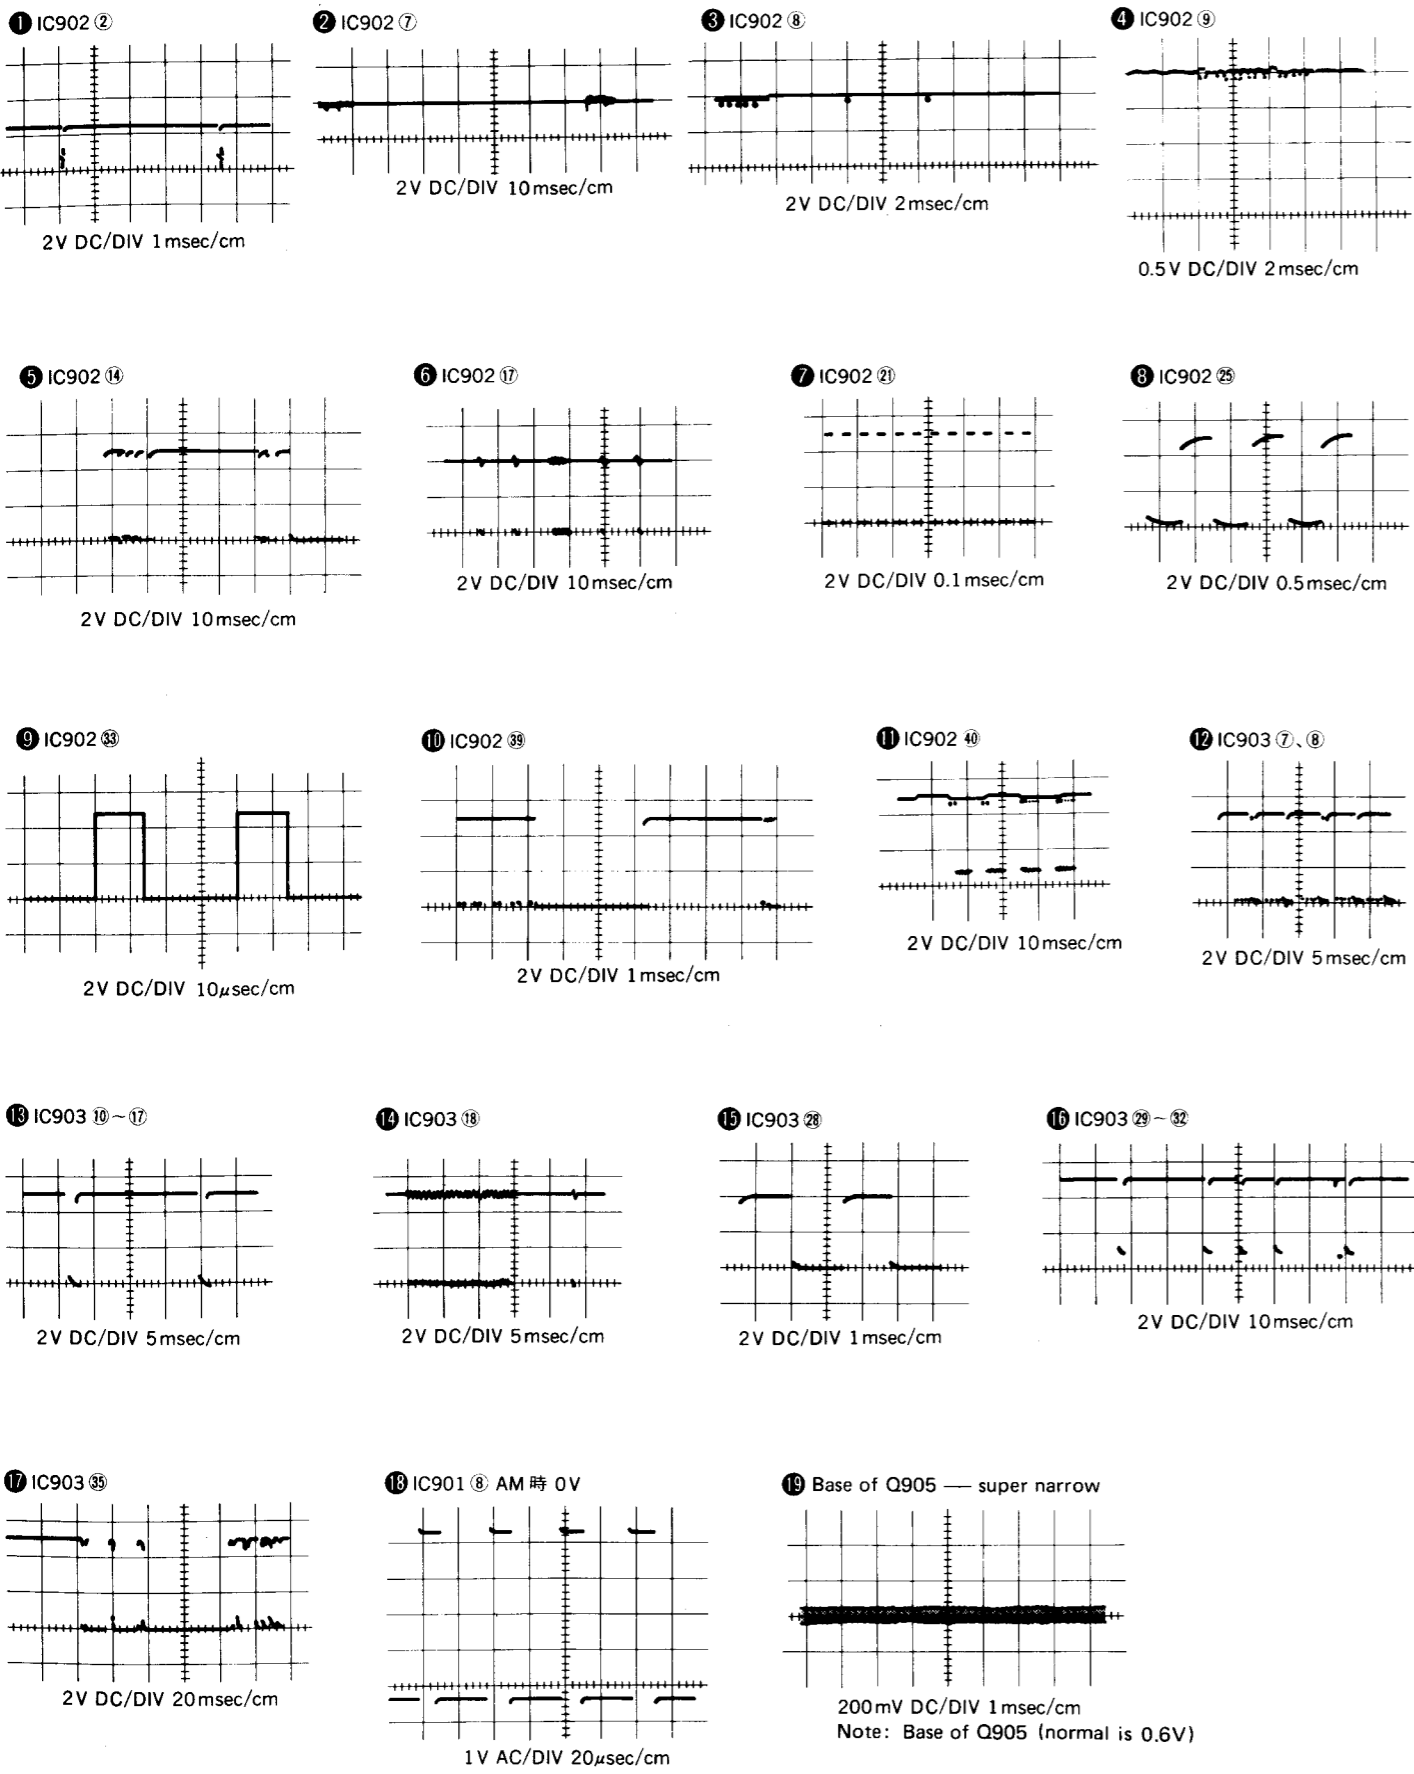 ❶ IC902 ②
❷ IC902 ⑦
❸ IC902 ⑧
❹ IC902 ⑨
2V DC/DIV 1msec/cm
2V DC/DIV 10msec/cm
2V DC/DIV 2msec/cm
0.5V DC/DIV 2msec/cm
❺ IC902 ⑭
❻ IC902 ⑰
❼ IC902 ㉑
❽ IC902 ㉕
2V DC/DIV 10msec/cm
2V DC/DIV 10msec/cm
2V DC/DIV 0.1msec/cm
2V DC/DIV 0.5msec/cm
❾ IC902 ㉝
❿ IC902 ㊴
⓫ IC902 ㊵
⓬ IC903 ⑦、⑧
2V DC/DIV 10μsec/cm
2V DC/DIV 1msec/cm
2V DC/DIV 10msec/cm
2V DC/DIV 5msec/cm
⓭ IC903 ⑩~⑰
⓮ IC903 ⑱
⓯ IC903 ㉘
⓰ IC903 ㉙~㉜
2V DC/DIV 5msec/cm
2V DC/DIV 5msec/cm
2V DC/DIV 1msec/cm
2V DC/DIV 10msec/cm
⓱ IC903 ㉟
⓲ IC901 ⑧ AM 時 0V
⓳ Base of Q905 — super narrow
2V DC/DIV 20msec/cm
1V AC/DIV 20μsec/cm
200mV DC/DIV 1msec/cm
Note: Base of Q905 (normal is 0.6V)